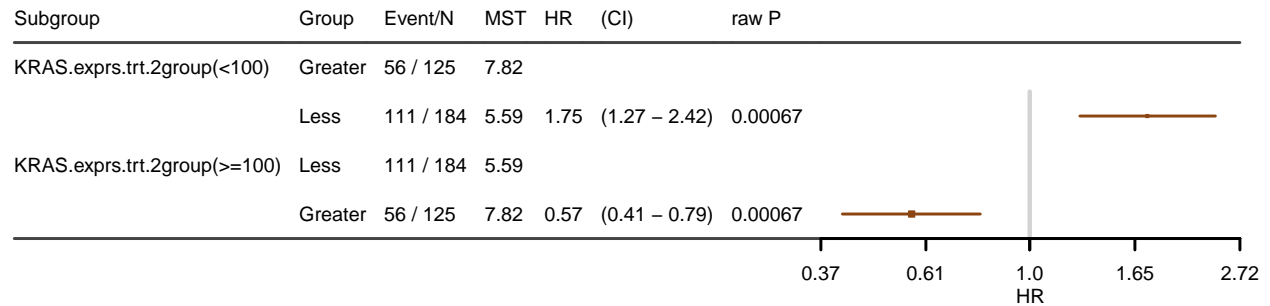 Subgroup Group Event/N MST HR (CI) raw P
KRAS.exprs.trt.2group(<100) Greater 56 / 125 7.82
Less 111 / 184 5.59 1.75 (1.27 – 2.42) 0.00067
KRAS.exprs.trt.2group(>=100) Less 111 / 184 5.59
Greater 56 / 125 7.82 0.57 (0.41 – 0.79) 0.00067
0.37 0.61 1.0 1.65 2.72
HR